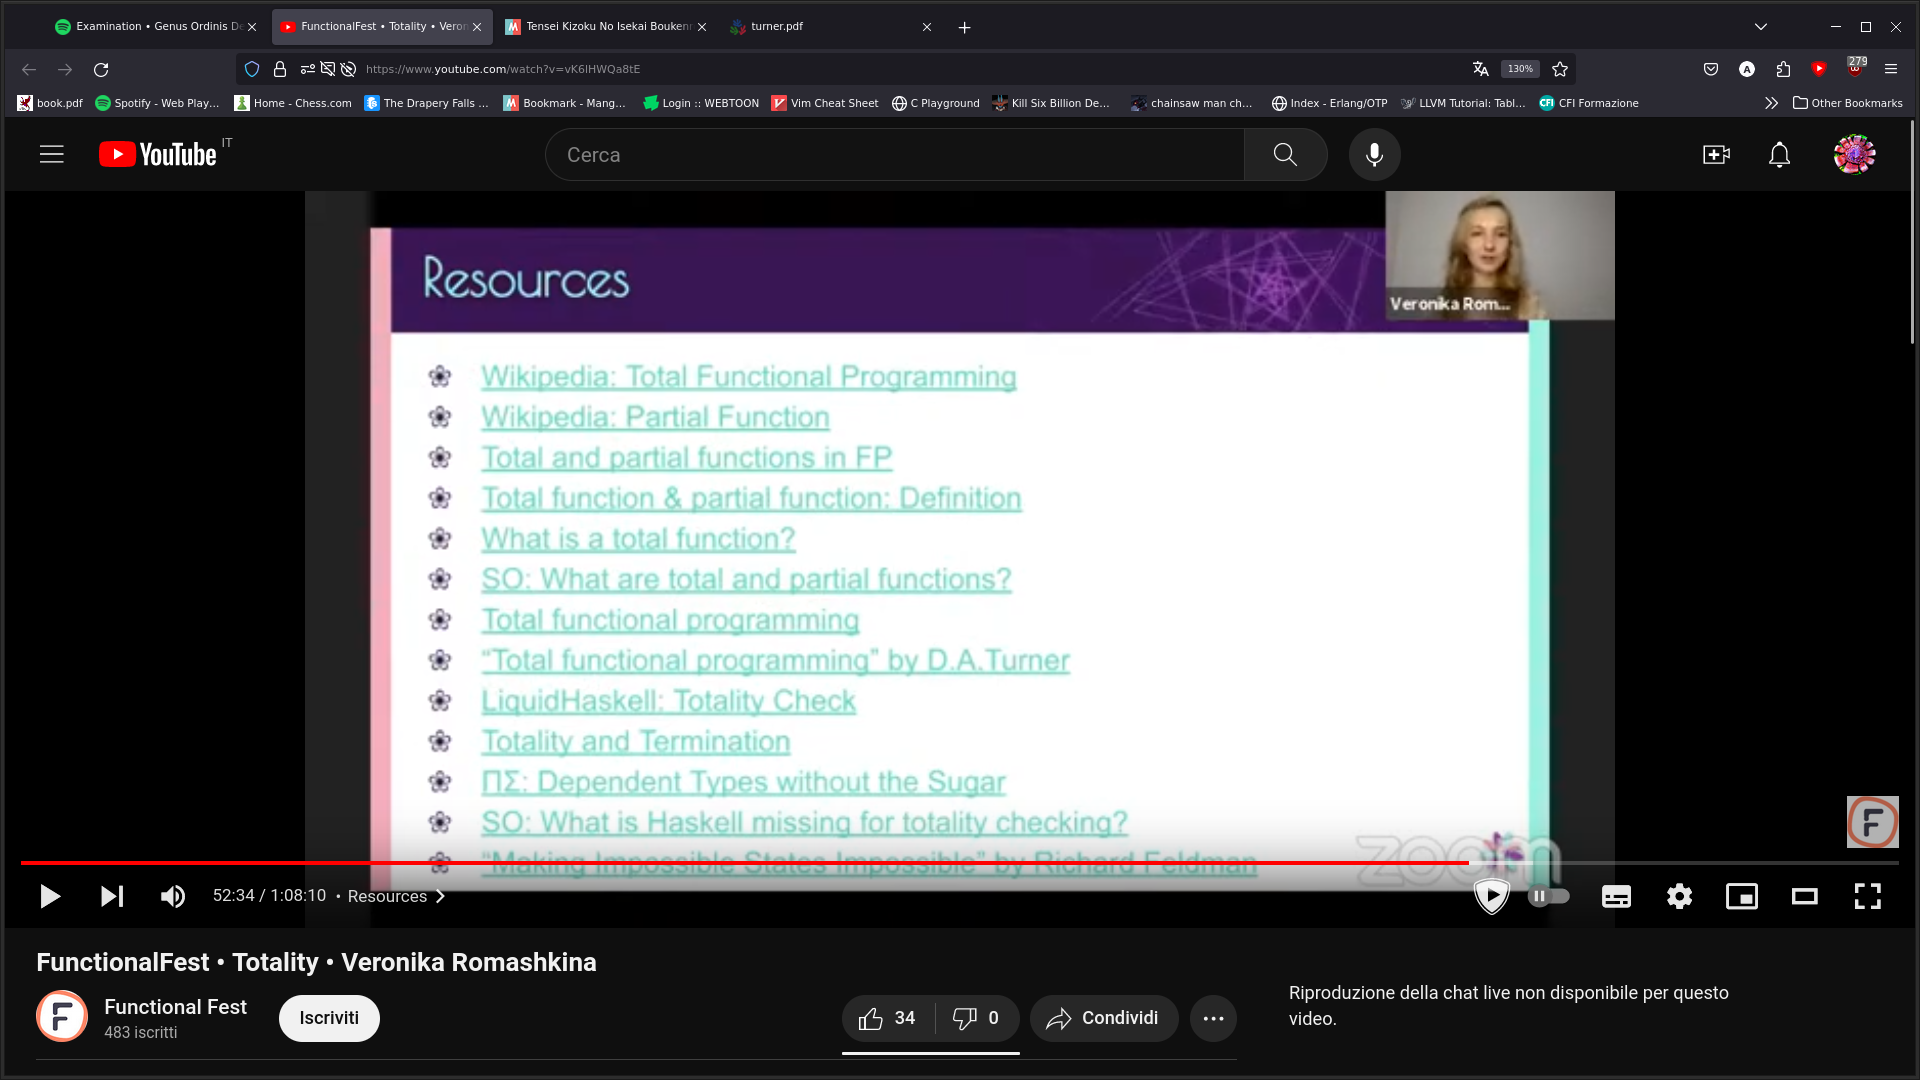 Examination • Genus Ordinis De
FunctionalFest • Totality • Veron
Tensei Kizoku No Isekai Bouken
turner.pdf
https://www.youtube.com/watch?v=vK6IHWQa8tE
130%
A
279
book.pdf
Spotify - Web Play...
Home - Chess.com
The Drapery Falls ...
Bookmark - Mang...
Login :: WEBTOON
Vim Cheat Sheet
C Playground
Kill Six Billion De...
chainsaw man ch...
Index - Erlang/OTP
LLVM Tutorial: Tabl...
CFI Formazione
Other Bookmarks
YouTube IT
Cerca
Resources
Veronika Rom...
Wikipedia: Total Functional Programming
Wikipedia: Partial Function
Total and partial functions in FP
Total function & partial function: Definition
What is a total function?
SO: What are total and partial functions?
Total functional programming
“Total functional programming” by D.A.Turner
LiquidHaskell: Totality Check
Totality and Termination
ΠΣ: Dependent Types without the Sugar
SO: What is Haskell missing for totality checking?
“Making Impossible States Impossible” by Richard Feldman
zoom
F
52:34 / 1:08:10 • Resources
FunctionalFest • Totality • Veronika Romashkina
F
Functional Fest
483 iscritti
Iscriviti
34
0
Condividi
Riproduzione della chat live non disponibile per questo
video.